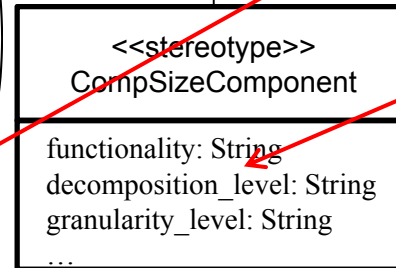 <<stereotype>>
CompSizeComponent
functionality: String
decomposition_level: String
granularity_level: String
…